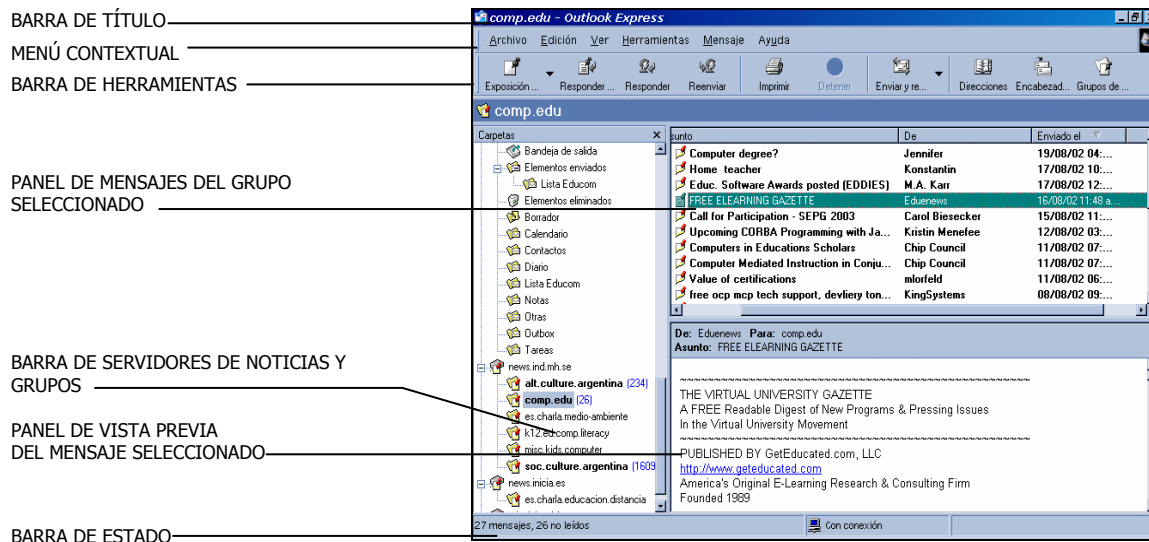 BARRA DE TÍTULO
MENÚ CONTEXTUAL
BARRA DE HERRAMIENTAS
PANEL DE MENSAJES DEL GRUPO
SELECCIONADO
BARRA DE SERVIDORES DE NOTICIAS Y
GRUPOS
PANEL DE VISTA PREVIA
DEL MENSAJE SELECCIONADO
BARRA DE ESTADO
comp.edu - Outlook Express
Archivo Edición Ver Herramientas Mensaje Ayuda
Exposición ... Responder ... Responder Reenviar Imprimir Detener Enviar y re... Direcciones Encabezad... Grupos de ...
comp.edu
Carpetas
Bandeja de salida
Elementos enviados
Lista Educom
Elementos eliminados
Borrador
Calendario
Contactos
Diario
Lista Educom
Notas
Otras
Outbox
Tareas
news.ind.mh.se
alt.culture.argentina (234)
comp.edu (26)
es.charla.medio-ambiente
k12.ed.comp.literacy
misc.kids.computer
soc.culture.argentina (1609
news.inicia.es
es.charla.educacion.distancia
sunto De Enviado el
Computer degree? Jennifer 19/08/02 04:...
Home teacher Konstantin 17/08/02 10:...
Educ. Software Awards posted (EDDIES) M.A. Karr 17/08/02 12:...
FREE ELEARNING GAZETTE Eduenews 16/08/02 11:48 a...
Call for Participation - SEPG 2003 Carol Biesecker 15/08/02 11:...
Upcoming CORBA Programming with Ja... Kristin Menefee 12/08/02 03:...
Computers in Educations Scholars Chip Council 11/08/02 07:...
Computer Mediated Instruction in Conju... Chip Council 11/08/02 07:...
Value of certifications mlorfeld 11/08/02 06:...
free ocp mcp tech support, devliery ton... KingSystems 08/08/02 09:...
De: Eduenews Para: comp.edu
Asunto: FREE ELEARNING GAZETTE
~~~~~~~~~~~~~~~~~~~~~~~~~~~~~~~~~~~~~~~~~~~~~~~~~~
THE VIRTUAL UNIVERSITY GAZETTE
A FREE Readable Digest of New Programs & Pressing Issues
In the Virtual University Movement
~~~~~~~~~~~~~~~~~~~~~~~~~~~~~~~~~~~~~~~~~~~~~~~~~~
PUBLISHED BY GetEducated.com, LLC
http://www.geteducated.com
America's Original E-Learning Research & Consulting Firm
Founded 1989
27 mensajes, 26 no leídos
Con conexión